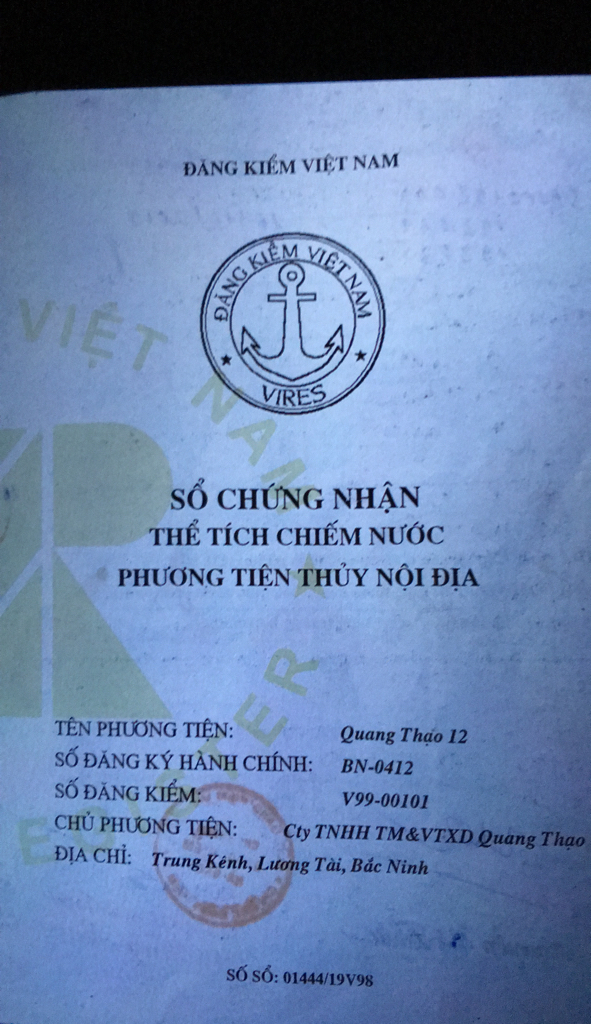 ĐĂNG KIỂM VIỆT NAM
ĐĂNG KIỂM VIỆT NAM
VIRES
VIỆT NAM
SỔ CHỨNG NHẬN
THỂ TÍCH CHIẾM NƯỚC
PHƯƠNG TIỆN THỦY NỘI ĐỊA
TÊN PHƯƠNG TIỆN: Quang Thạo 12
SỐ ĐĂNG KÝ HÀNH CHÍNH: BN-0412
SỐ ĐĂNG KIỂM: V99-00101
CHỦ PHƯƠNG TIỆN: Cty TNHH TM&VTXD Quang Thạo
ĐỊA CHỈ: Trung Kênh, Lương Tài, Bắc Ninh
SỐ SỔ: 01444/19V98